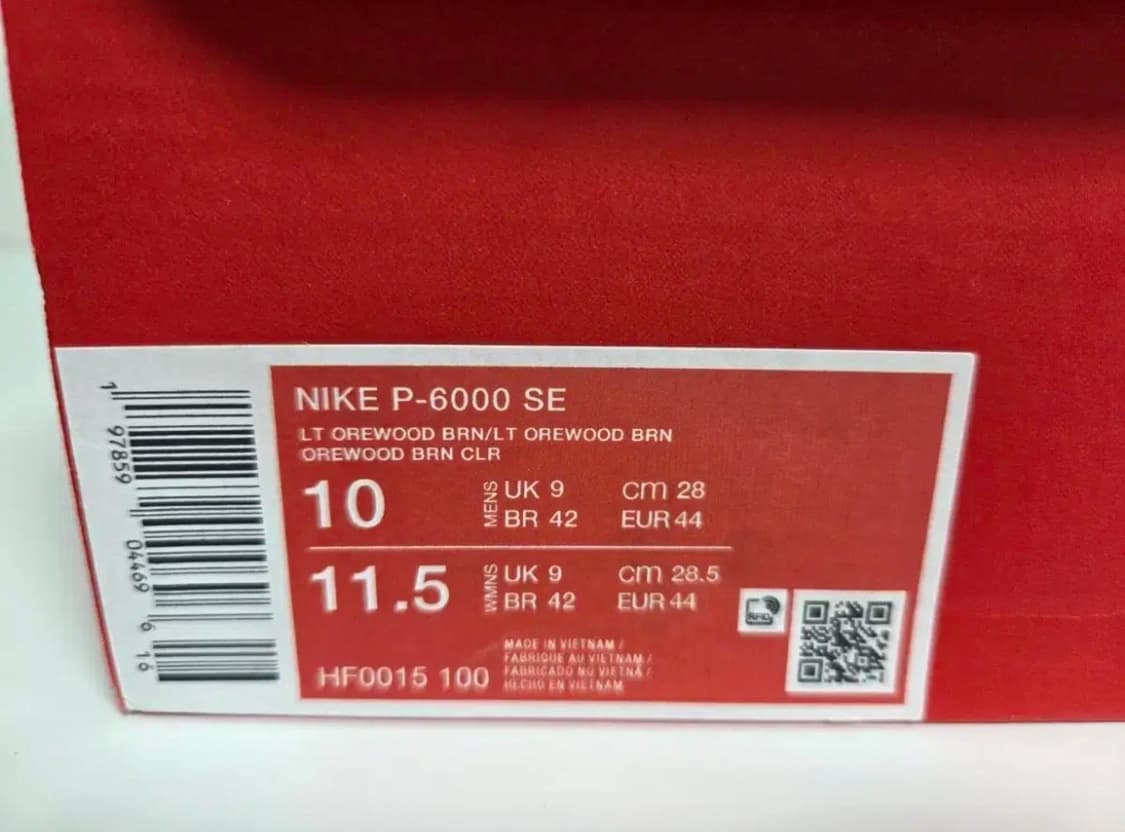 NIKE P-6000 SE
LT OREWOOD BRN/LT OREWOOD BRN
OREWOOD BRN CLR
10 MENS UK 9 cm 28
BR 42 EUR 44
11.5 WMNS UK 9 cm 28.5
BR 42 EUR 44
MADE IN VIETNAM /
FABRIQUE AU VIETNAM /
FABRICADO NO VIETNA /
HECHO EN VIETNAM
HF0015 100
1 97859 04469 6 16